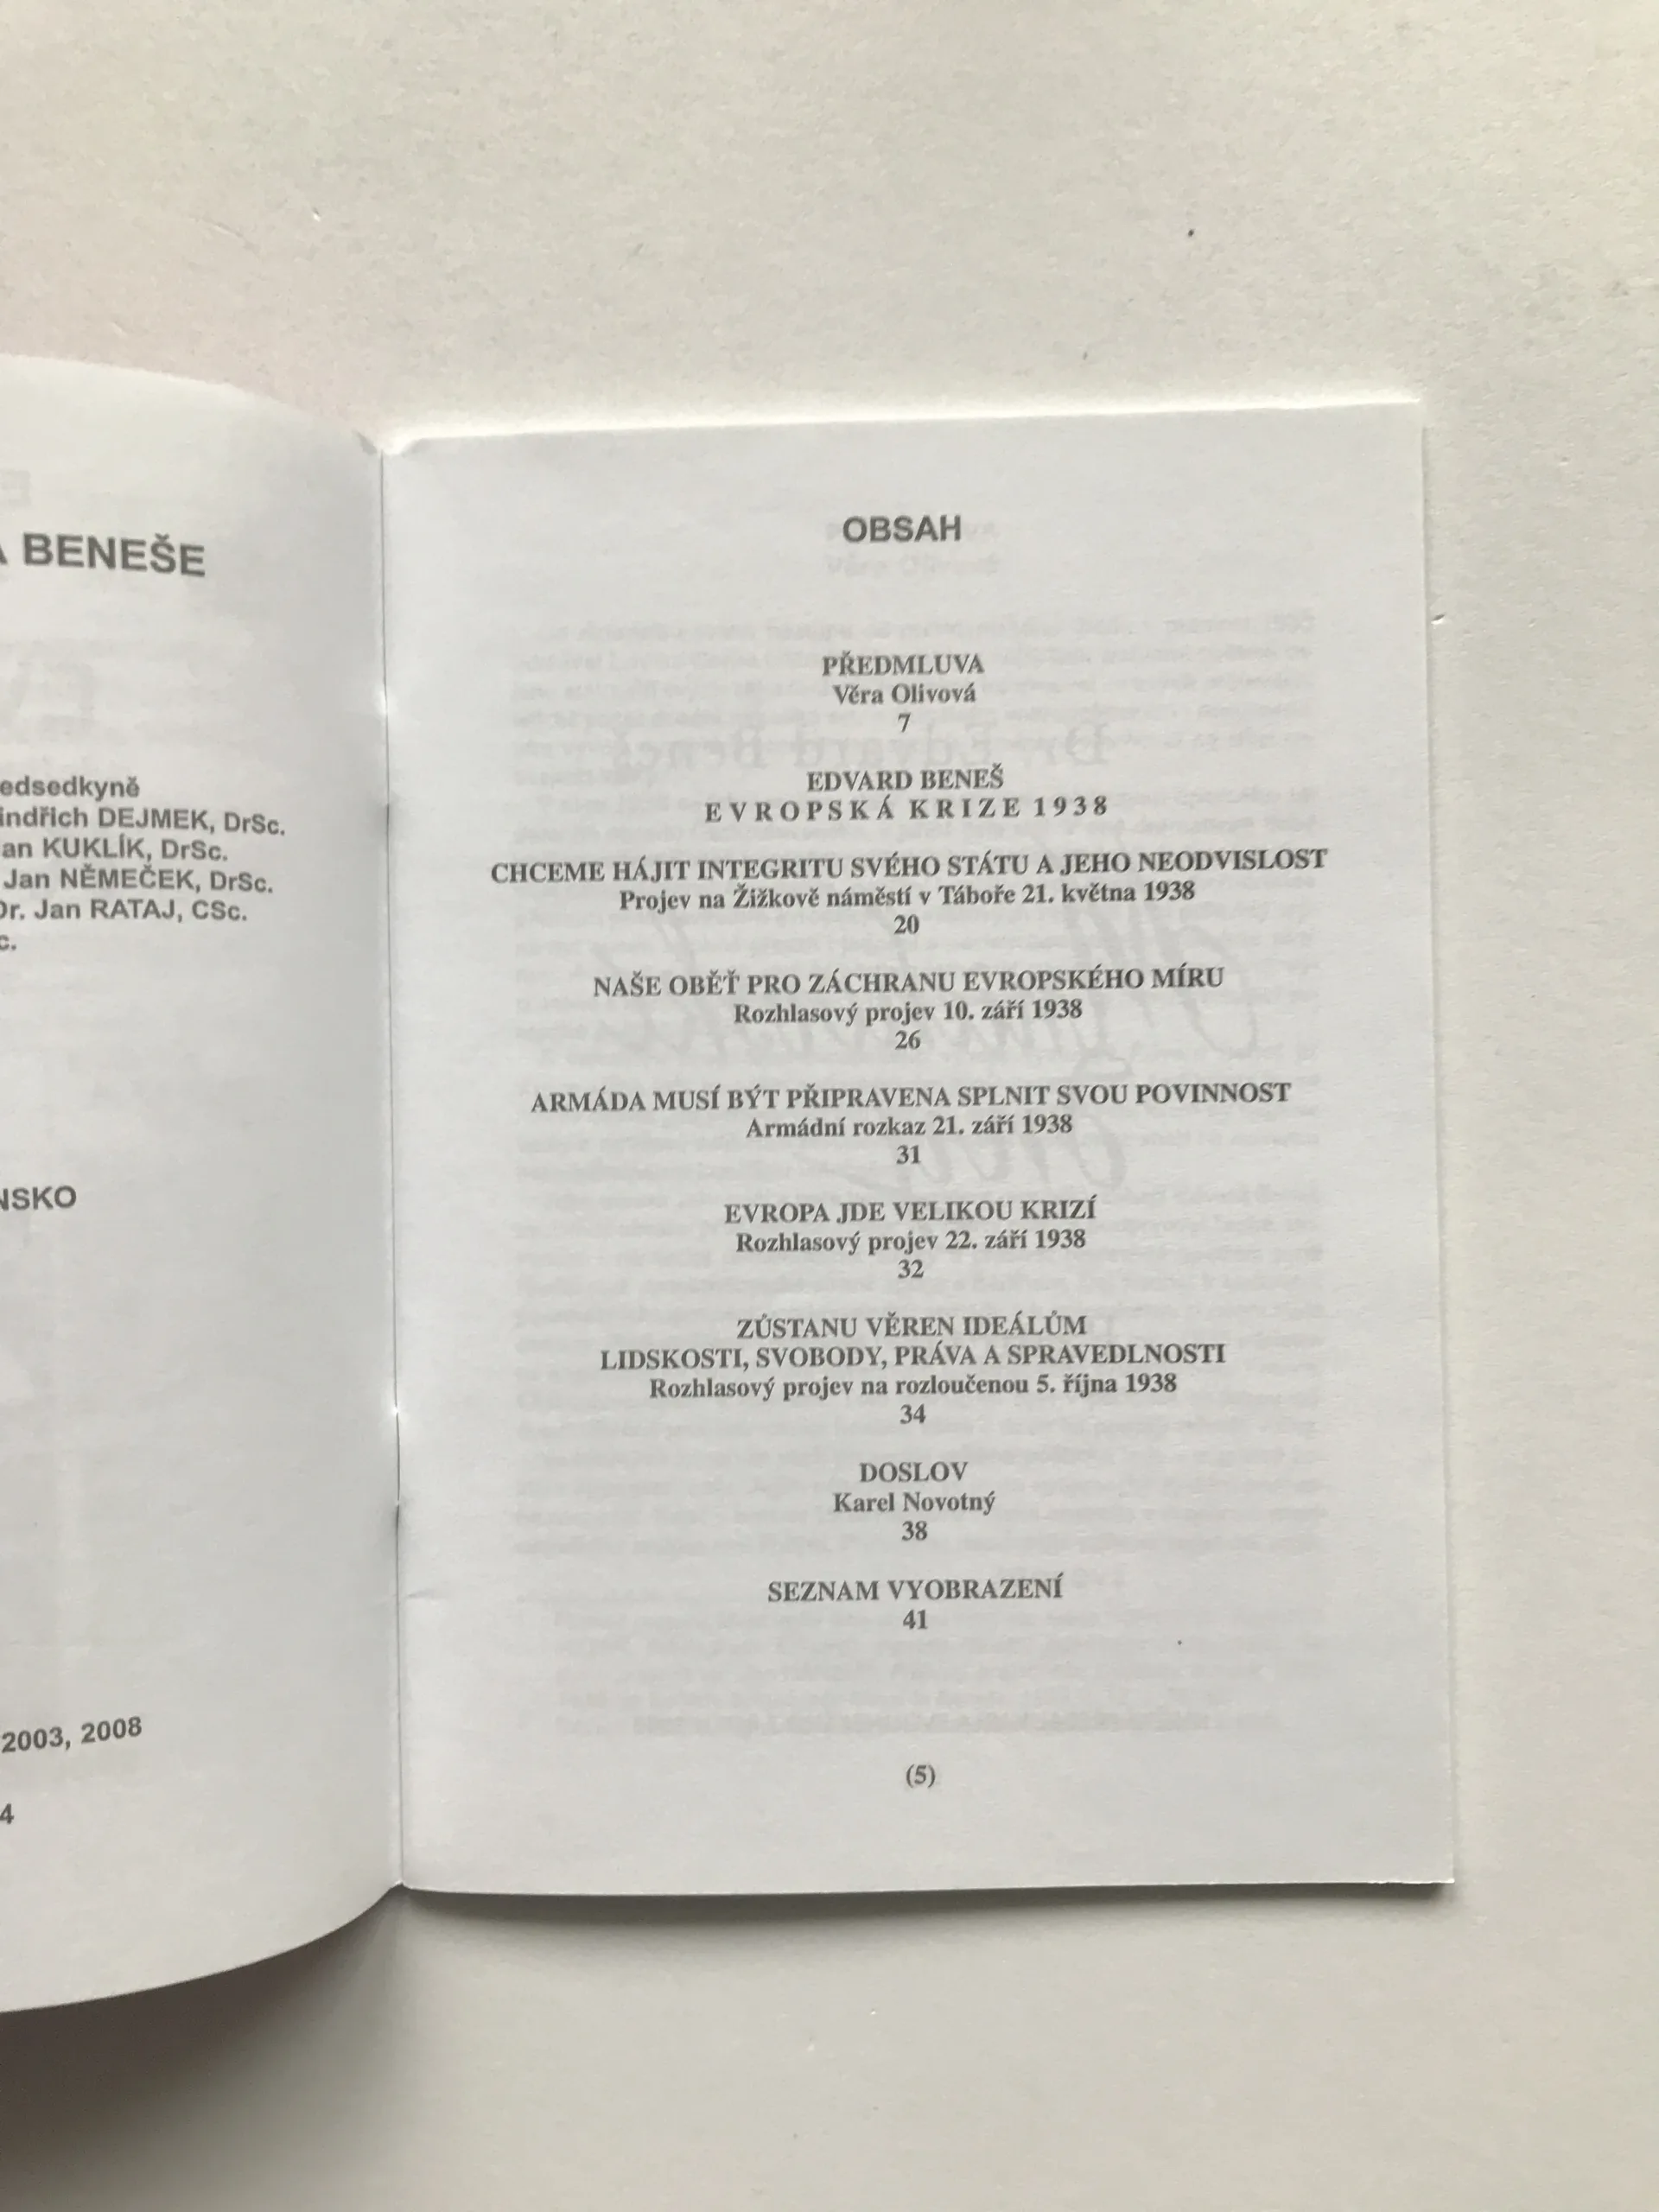 BENEŠE
Jindřich DEJMEK, DrSc.
Jan KUKLÍK, DrSc.
Jan NĚMEČEK, DrSc.
Dr. Jan RATAJ, CSc.
2003, 2008
4
OBSAH
PŘEDMLUVA
Věra Olivová
7
EDVARD BENEŠ
EVROPSKÁ KRIZE 1938
CHCEME HÁJIT INTEGRITU SVÉHO STÁTU A JEHO NEODVISLOST
Projev na Žižkově náměstí v Táboře 21. května 1938
20
NAŠE OBĚŤ PRO ZÁCHRANU EVROPSKÉHO MÍRU
Rozhlasový projev 10. září 1938
26
ARMÁDA MUSÍ BÝT PŘIPRAVENA SPLNIT SVOU POVINNOST
Armádní rozkaz 21. září 1938
31
EVROPA JDE VELIKOU KRIZÍ
Rozhlasový projev 22. září 1938
32
ZŮSTANU VĚREN IDEÁLŮM
LIDSKOSTI, SVOBODY, PRÁVA A SPRAVEDLNOSTI
Rozhlasový projev na rozloučenou 5. října 1938
34
DOSLOV
Karel Novotný
38
SEZNAM VYOBRAZENÍ
41
(5)